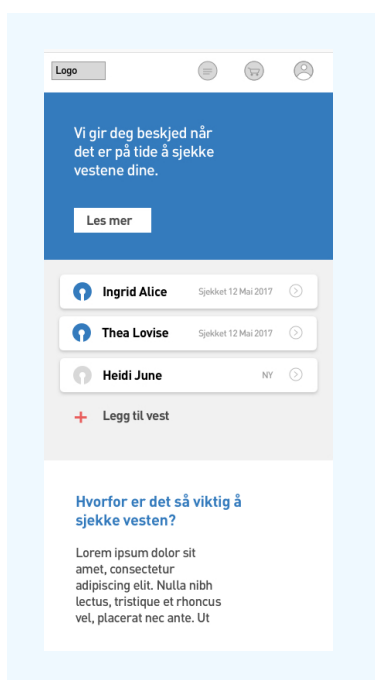 Logo
Vi gir deg beskjed når
det er på tide å sjekke
vestene dine.
Les mer
Ingrid Alice Sjekket 12 Mai 2017
Thea Lovise Sjekket 12 Mai 2017
Heidi June NY
+ Legg til vest
Hvorfor er det så viktig å
sjekke vesten?
Lorem ipsum dolor sit
amet, consectetur
adipiscing elit. Nulla nibh
lectus, tristique et rhoncus
vel, placerat nec ante. Ut